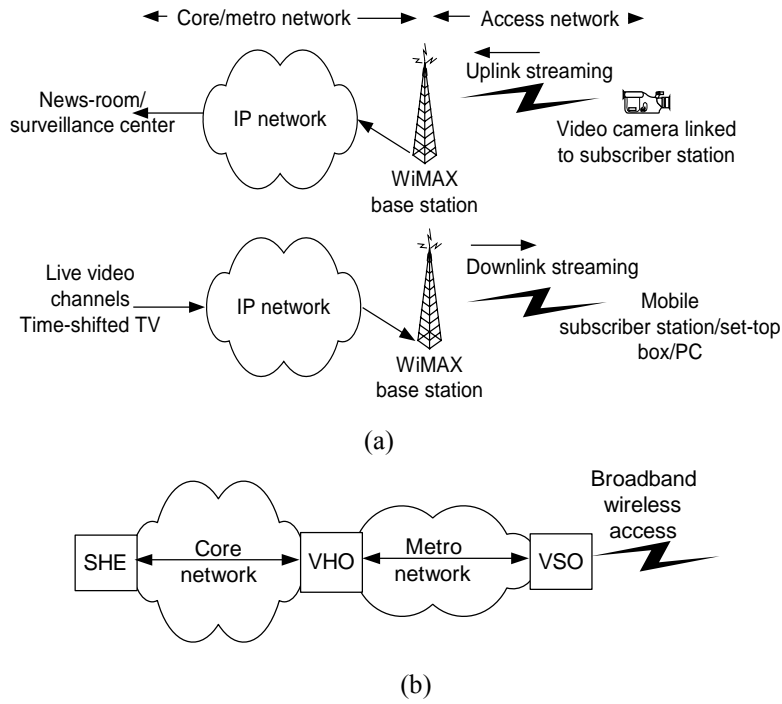 Core/metro network
Access network
Uplink streaming
News-room/
surveillance center
IP network
Video camera linked
to subscriber station
WiMAX
base station
Live video
channels
Time-shifted TV
IP network
Downlink streaming
Mobile
subscriber station/set-top
box/PC
WiMAX
base station
(a)
Broadband
wireless
access
SHE
Core
network
VHO
Metro
network
VSO
(b)